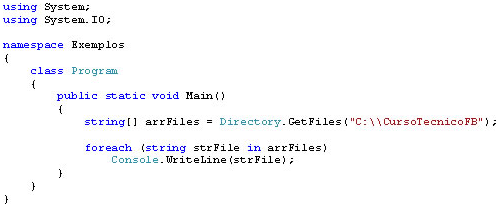 using System;
using System.IO;
namespace Exemplos
{
class Program
{
public static void Main()
{
string[] arrFiles = Directory.GetFiles("C:\\CursoTecnicoFB");
foreach (string strFile in arrFiles)
Console.WriteLine(strFile);
}
}
}